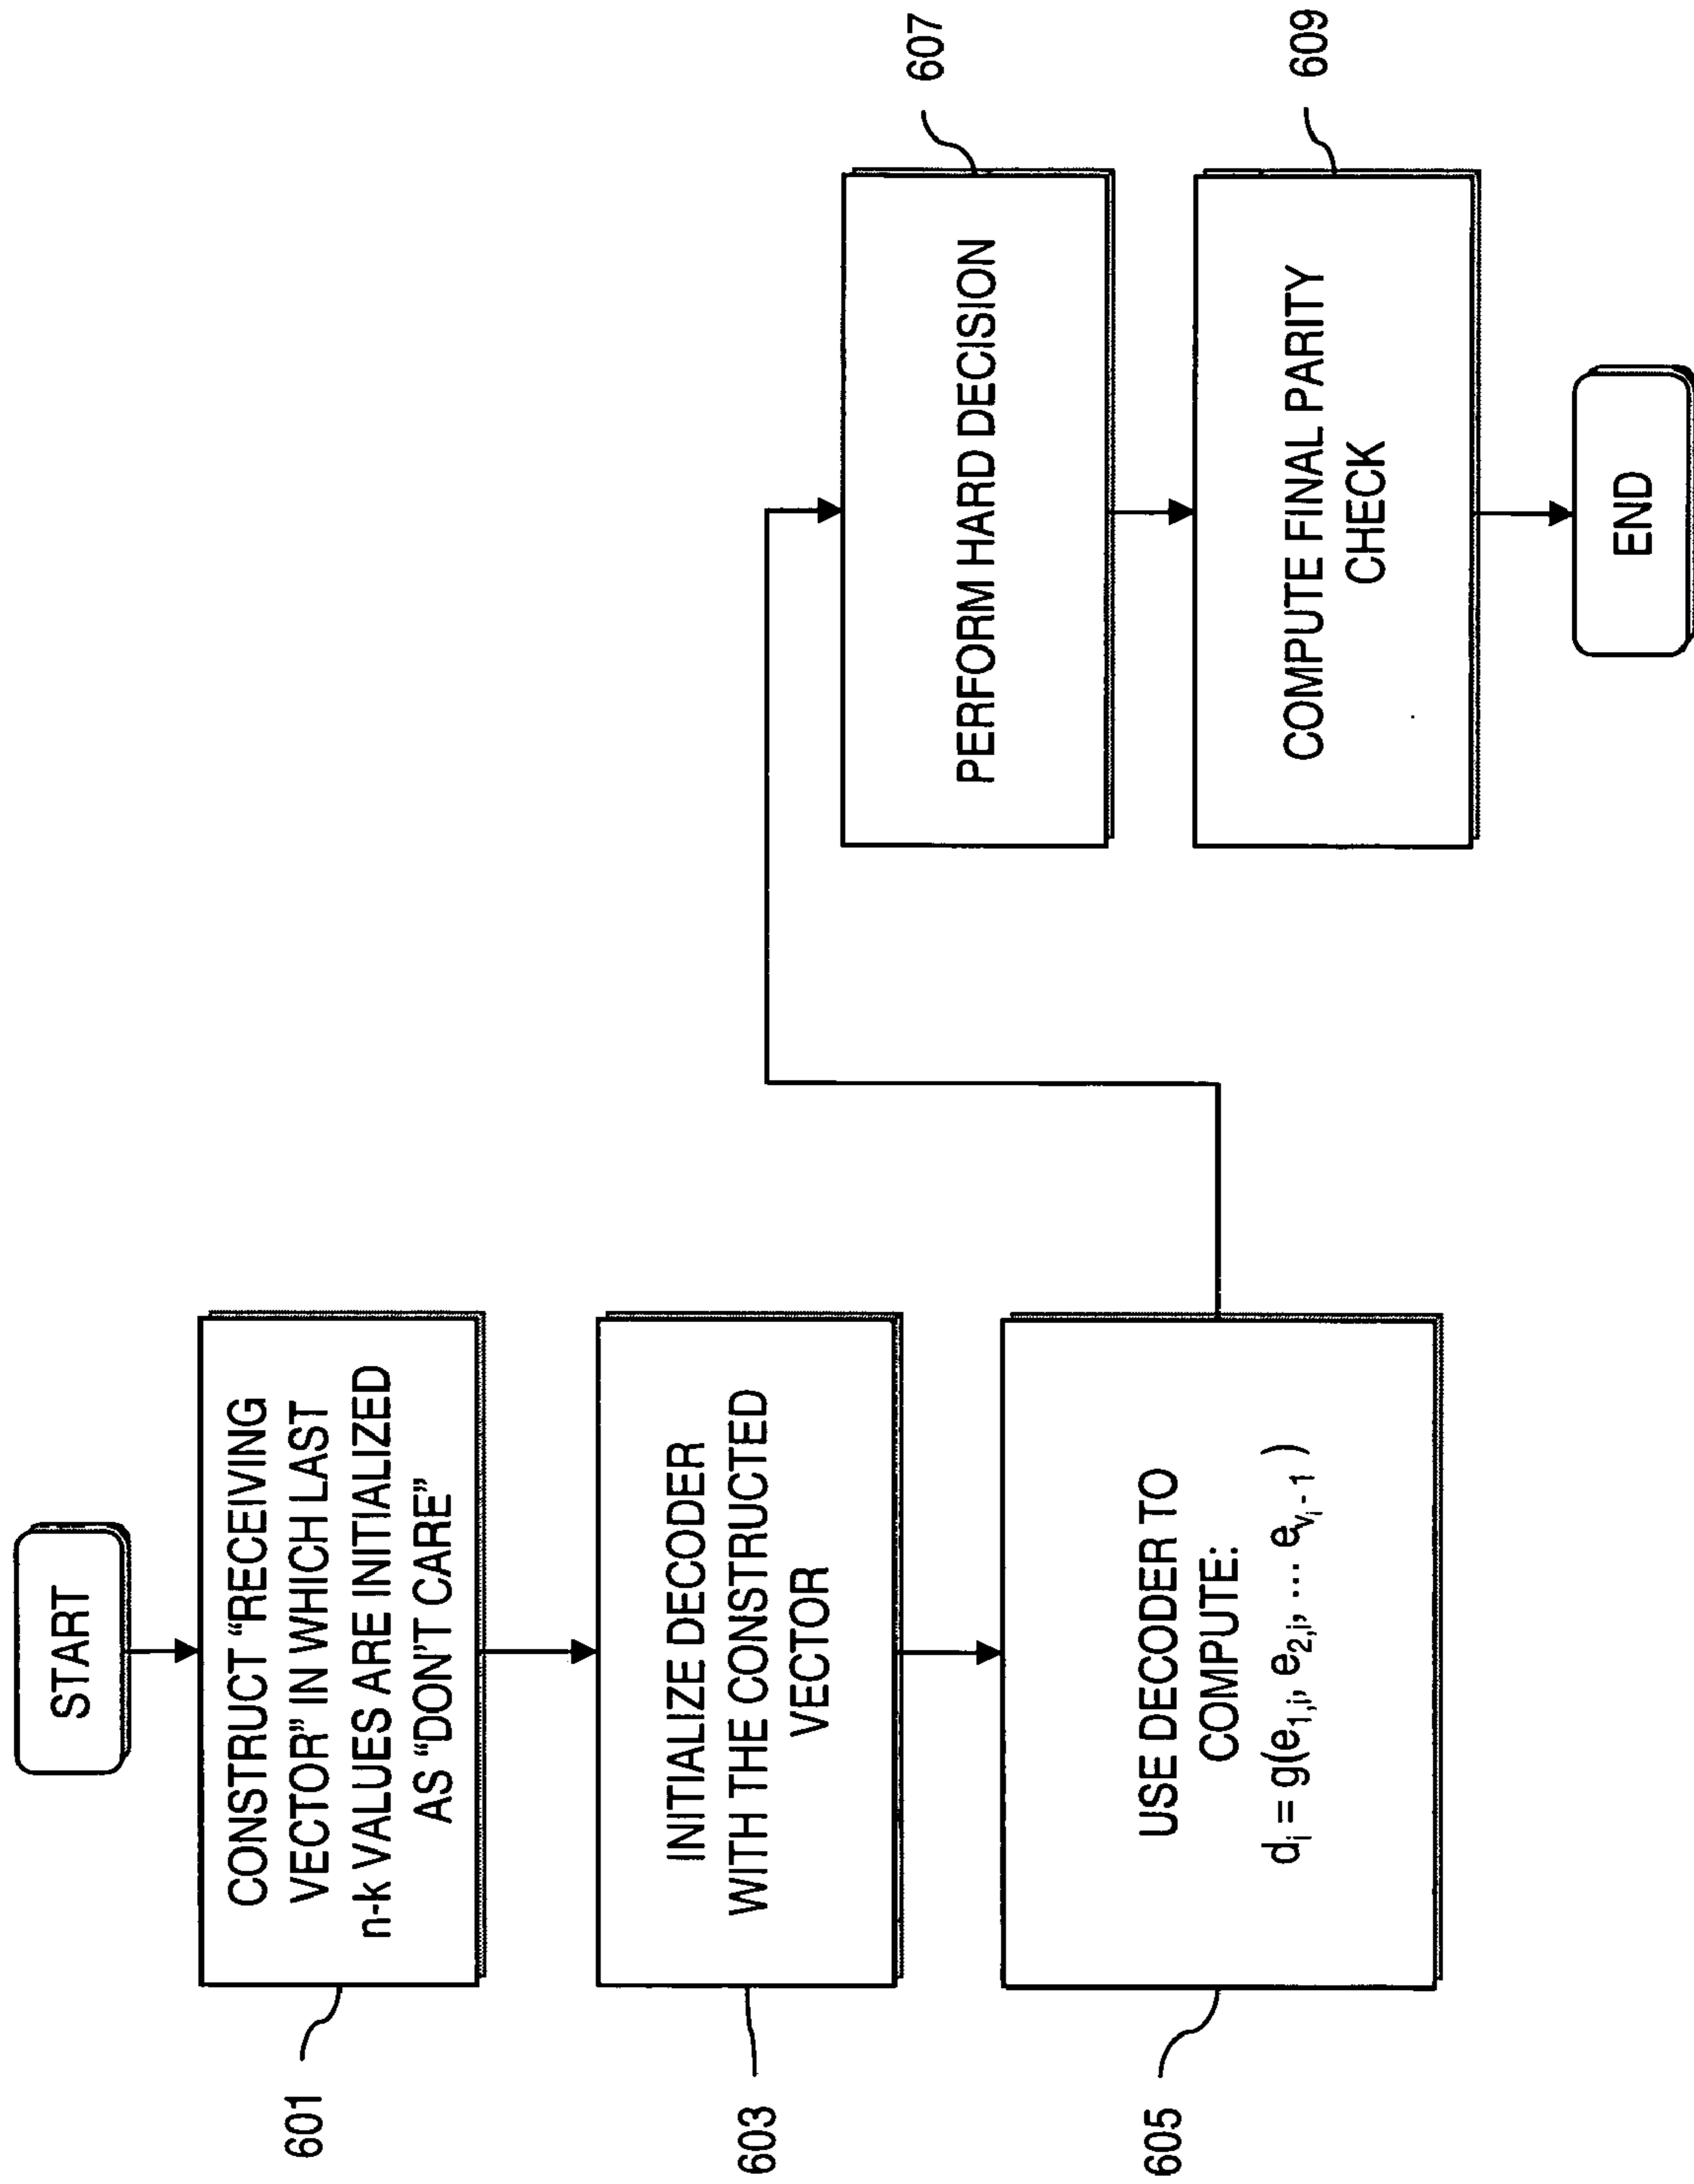 START
CONSTRUCT “RECEIVING
VECTOR” IN WHICH LAST
n-k VALUES ARE INITIALIZED
AS “DON’T CARE”
601
INITIALIZE DECODER
WITH THE CONSTRUCTED
VECTOR
603
USE DECODER TO
COMPUTE:
d_i = g(e_{1,i}, e_{2,i}, ... e_{v_i - 1})
605
PERFORM HARD DECISION
607
COMPUTE FINAL PARITY
CHECK
609
END